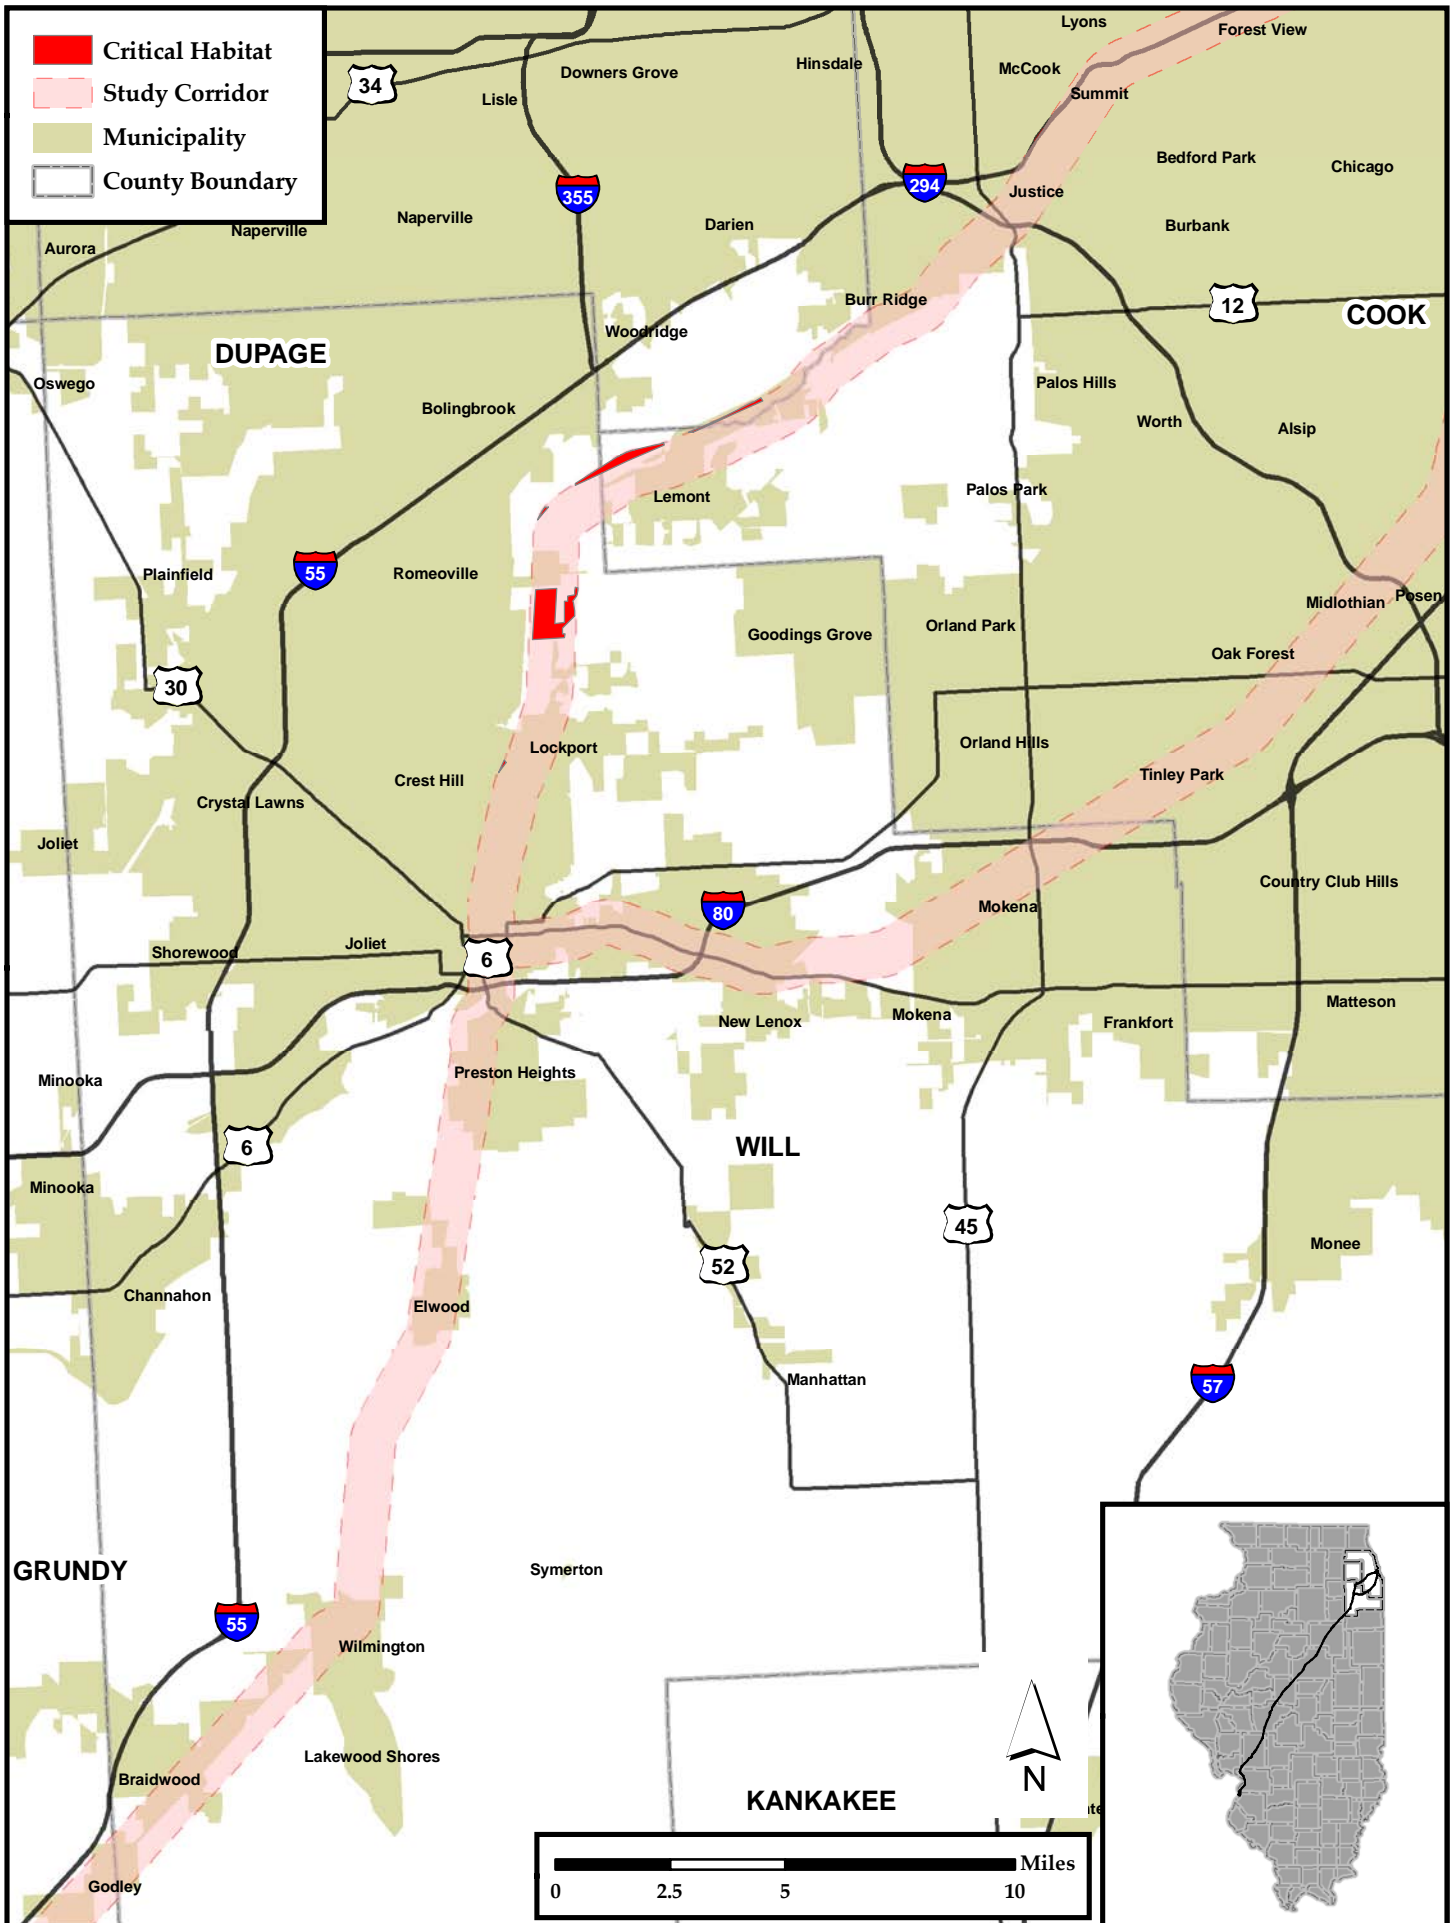 Critical Habitat
Study Corridor
Municipality
County Boundary
Lyons
Forest View
Hinsdale
McCook
Downers Grove
34
Lisle
Summit
Bedford Park
Chicago
294
355
Justice
Naperville
Darien
Burbank
Naperville
Aurora
Burr Ridge
12
COOK
Woodridge
DUPAGE
Oswego
Palos Hills
Bolingbrook
Worth
Alsip
Lemont
Palos Park
55
Plainfield
Romeoville
Midlothian
Posen
Goodings Grove
Orland Park
Oak Forest
30
Orland Hills
Lockport
Tinley Park
Crest Hill
Crystal Lawns
Joliet
Country Club Hills
80
Mokena
Joliet
Shorewood
6
Matteson
New Lenox
Mokena
Frankfort
Preston Heights
Minooka
6
WILL
Minooka
45
Monee
52
Channahon
Elwood
Manhattan
57
GRUNDY
Symerton
55
Wilmington
Lakewood Shores
N
Braidwood
KANKAKEE
Miles
0 2.5 5 10
Godley